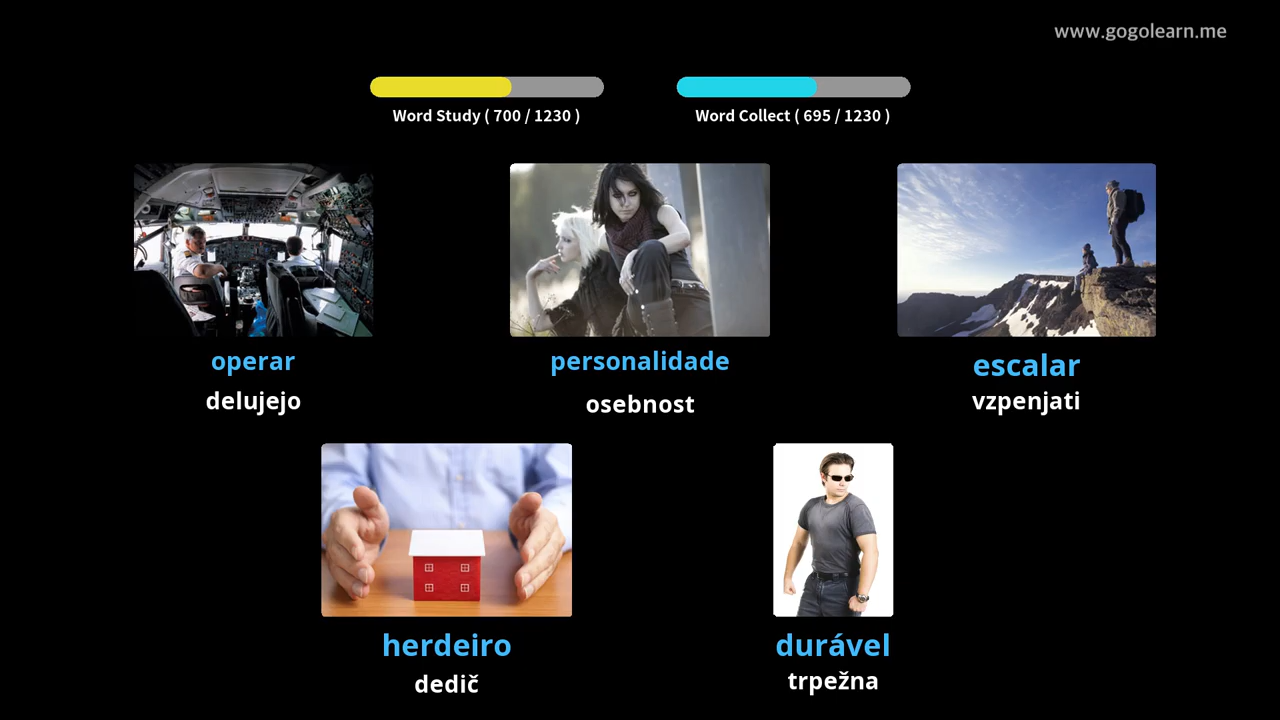 www.gogolearn.me
Word Study ( 700 / 1230 )
Word Collect ( 695 / 1230 )
operar
delujejo
personalidade
osebnost
escalar
vzpenjati
herdeiro
dedič
durável
trpežna